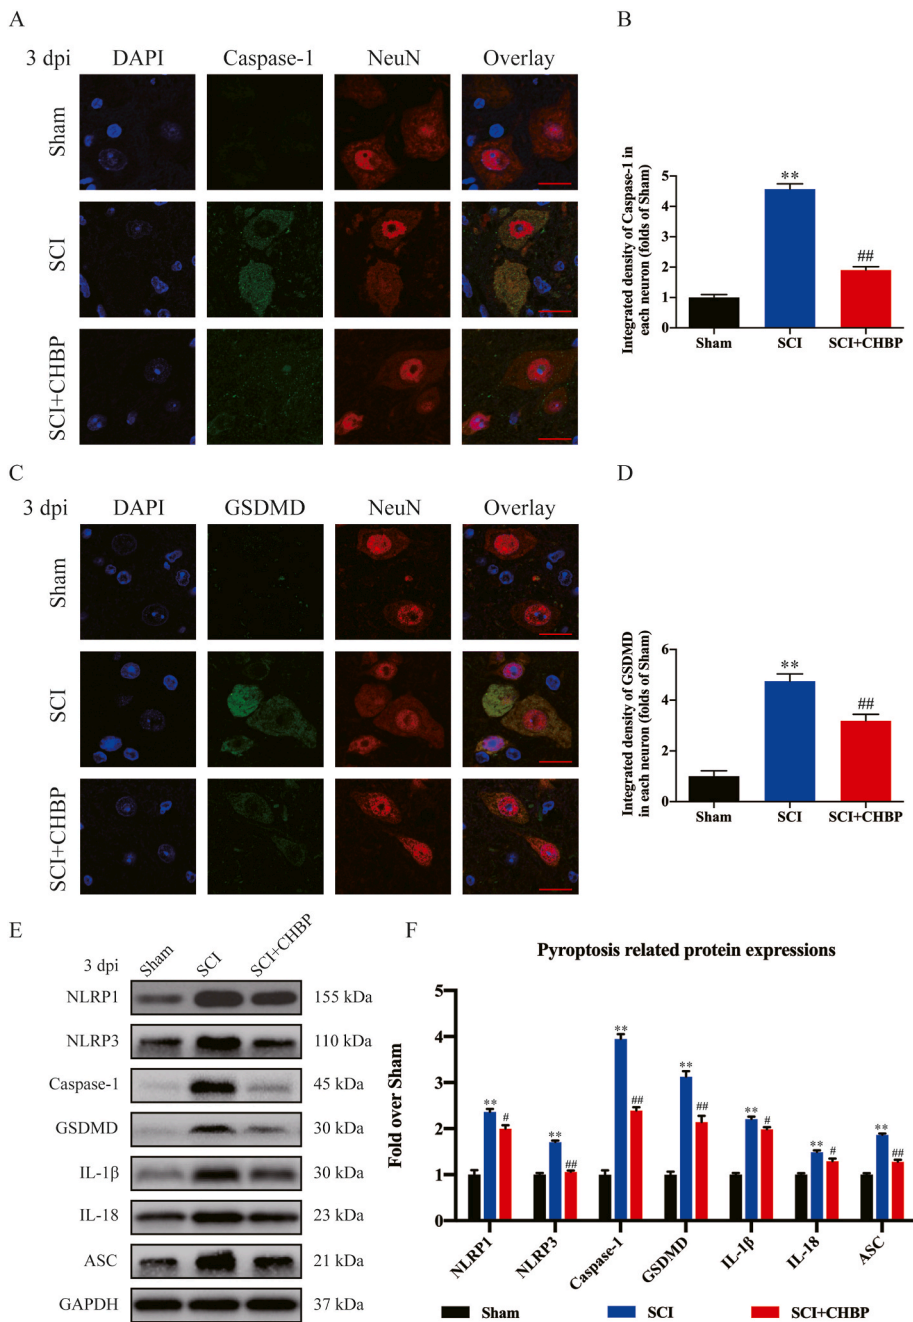 A
3 dpi DAPI Caspase-1 NeuN Overlay
Sham
SCI
SCI+CHBP
B
Integrated density of Caspase-1 in
each neuron (folds of Sham)
5
4
3
2
1
0
**
##
Sham SCI SCI+CHBP
C
3 dpi DAPI GSDMD NeuN Overlay
Sham
SCI
SCI+CHBP
D
Integrated density of GSDMD
in each neuron (folds of Sham)
6
4
2
0
**
##
Sham SCI SCI+CHBP
E
3 dpi Sham SCI SCI+CHBP
NLRP1 155 kDa
NLRP3 110 kDa
Caspase-1 45 kDa
GSDMD 30 kDa
IL-1β 30 kDa
IL-18 23 kDa
ASC 21 kDa
GAPDH 37 kDa
F
Pyroptosis related protein expressions
Fold over Sham
5
4
3
2
1
0
** # ** ## ** ## ** ## ** # ** # ** ##
NLRP1 NLRP3 Caspase-1 GSDMD IL-1β IL-18 ASC
Sham SCI SCI+CHBP